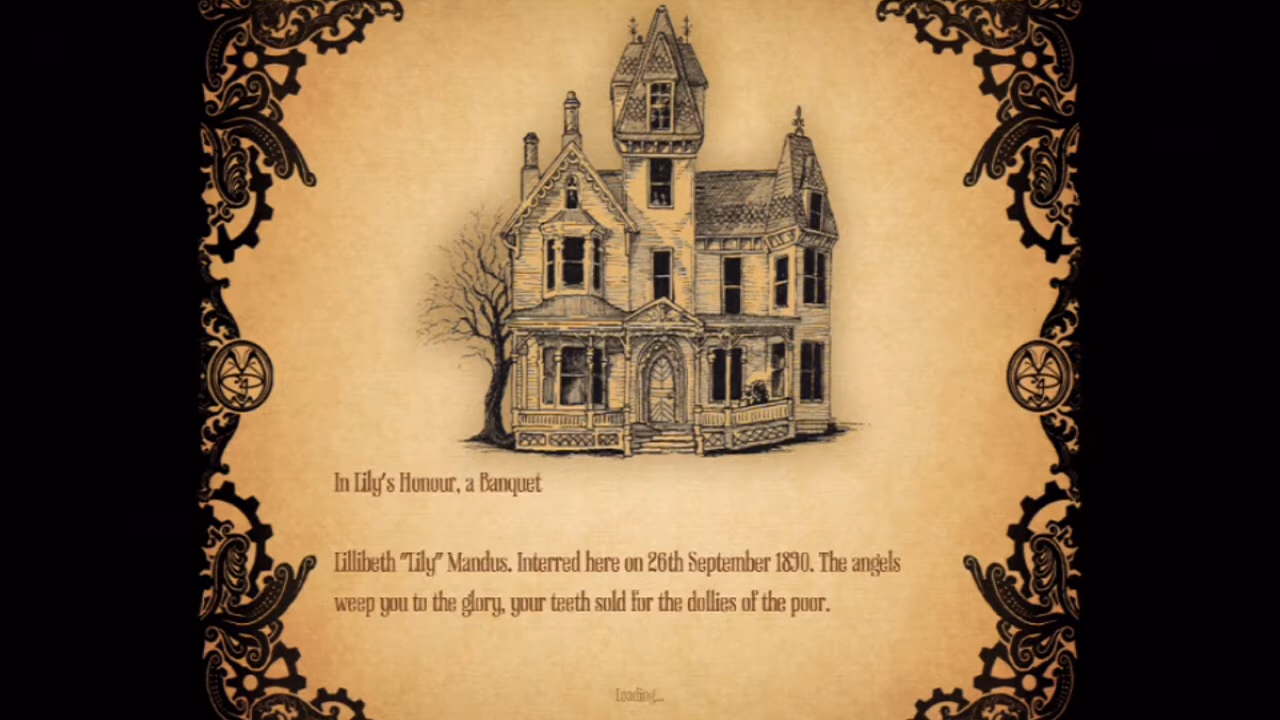 In Lily's Honour, a Banquet
Lillibeth "Lily" Mandus. Interred here on 26th September 1890. The angels
weep you to the glory, your teeth sold for the dollies of the poor.
Loading...